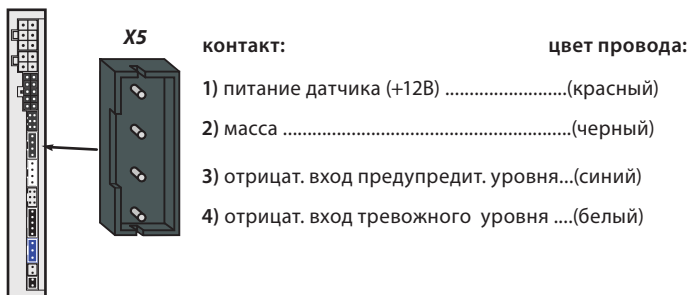 X5
контакт: цвет провода:
1) питание датчика (+12В) .........................(красный)
2) масса ..........................................................(черный)
3) отрицат. вход предупредит. уровня...(синий)
4) отрицат. вход тревожного уровня ....(белый)